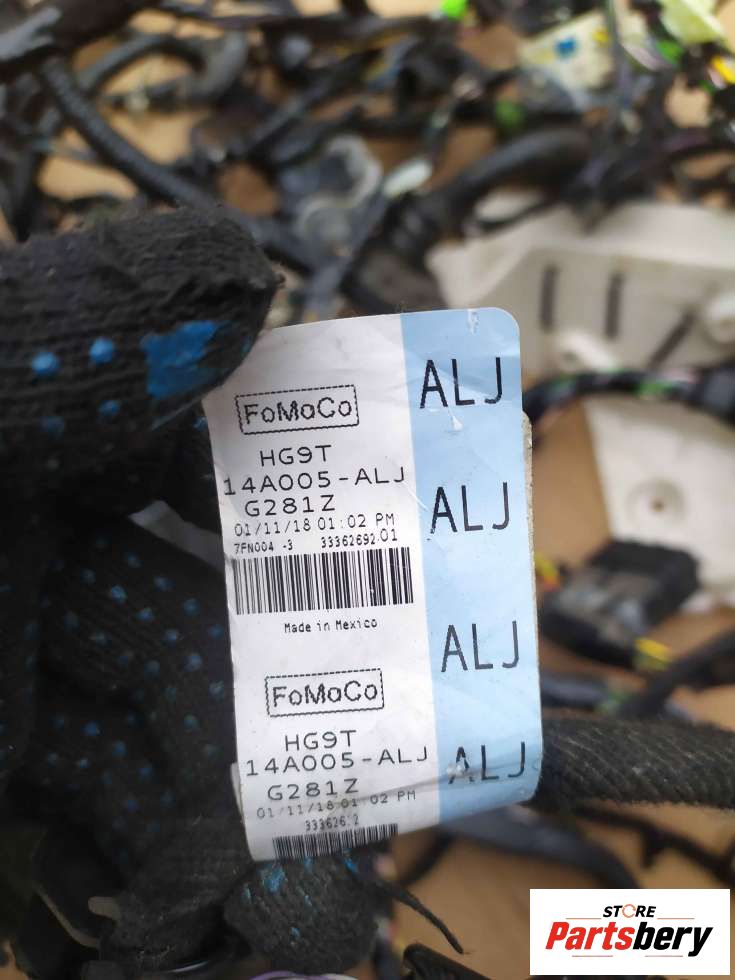 FoMoCo
HG9T
14A005-ALJ
G281Z
01/11/18 01:02 PM
7FN004 -3 33362692 01
Made in Mexico
FoMoCo
HG9T
14A005-ALJ
G281Z
01/11/18 01:02 PM
ALJ
ALJ
ALJ
ALJ
STORE
Partsbery